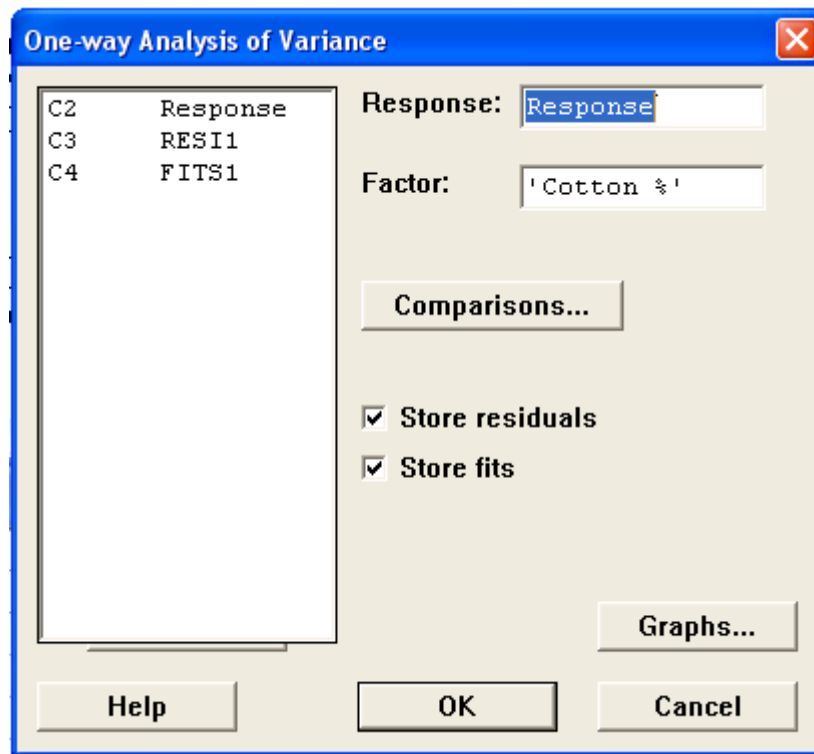 One-way Analysis of Variance
C2 Response
C3 RESI1
C4 FITS1
Response: Response
Factor: 'Cotton %'
Comparisons...
Store residuals
Store fits
Graphs...
Help OK Cancel